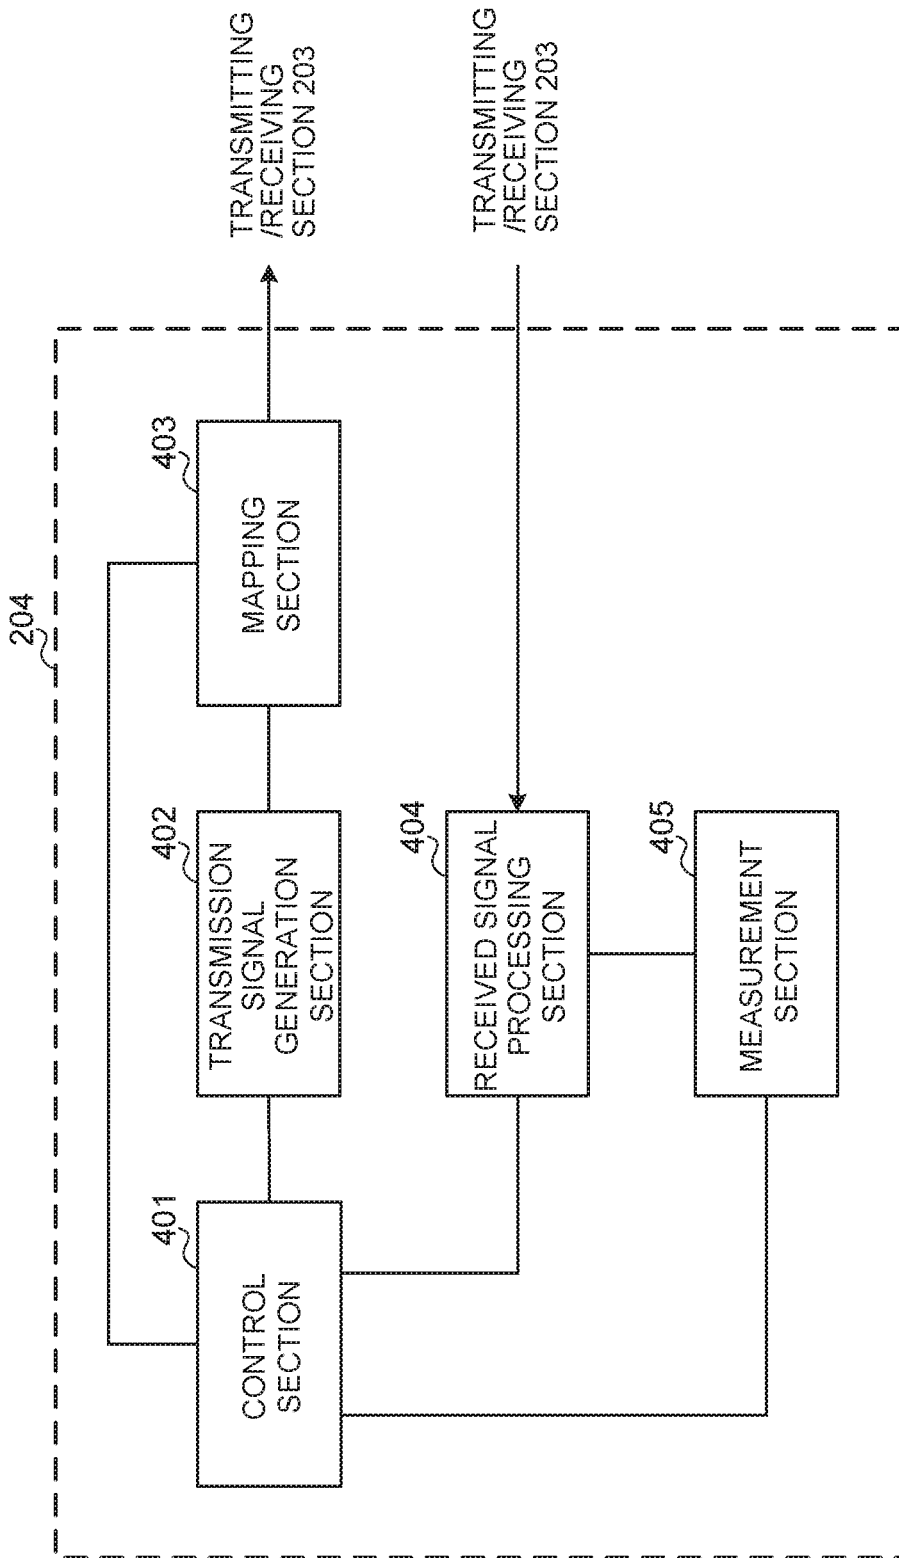 204
401
CONTROL
SECTION
402
TRANSMISSION
SIGNAL
GENERATION
SECTION
403
MAPPING
SECTION
TRANSMITTING
/RECEIVING
SECTION 203
404
RECEIVED SIGNAL
PROCESSING
SECTION
TRANSMITTING
/RECEIVING
SECTION 203
405
MEASUREMENT
SECTION